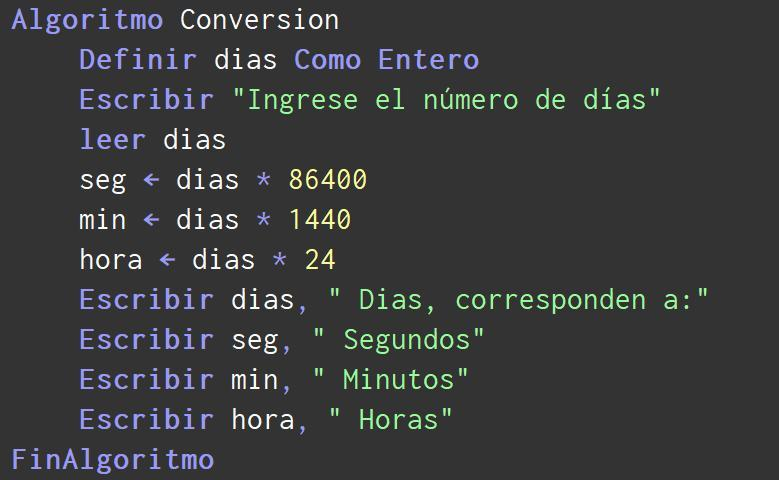 Algoritmo Conversion
Definir dias Como Entero
Escribir "Ingrese el número de días"
leer dias
seg ← dias * 86400
min ← dias * 1440
hora ← dias * 24
Escribir dias, " Dias, corresponden a:"
Escribir seg, " Segundos"
Escribir min, " Minutos"
Escribir hora, " Horas"
FinAlgoritmo